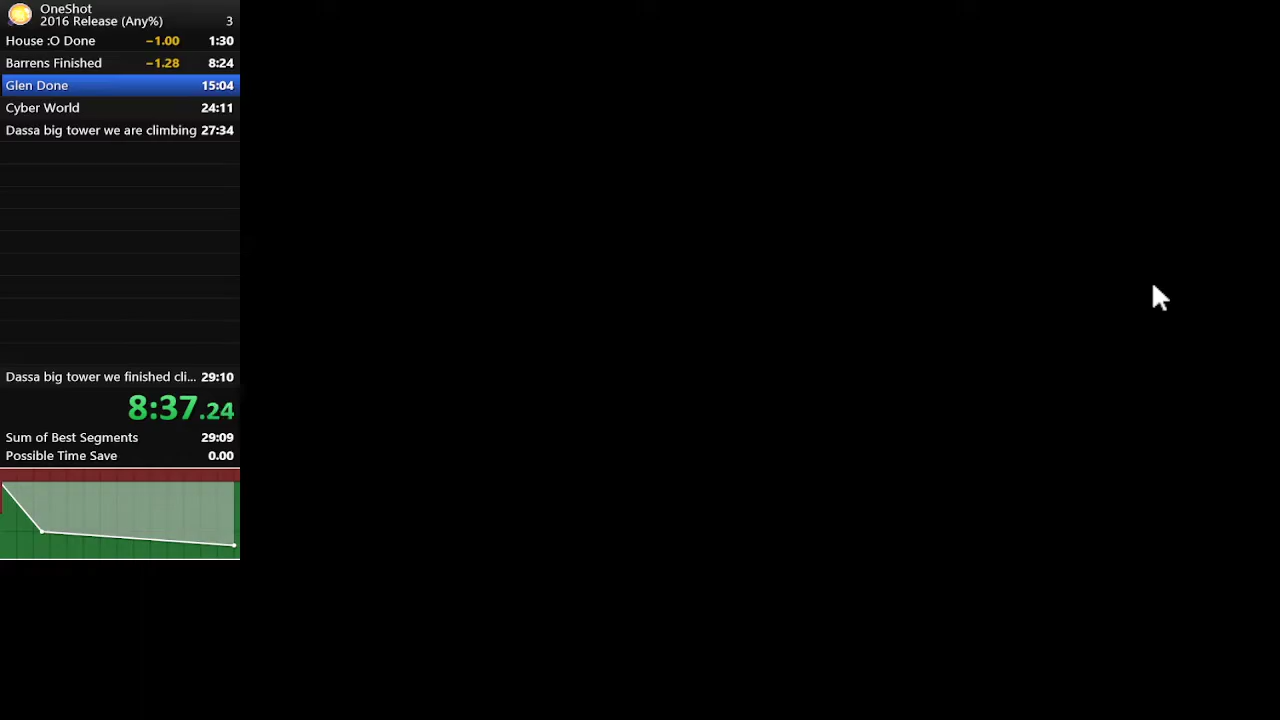 OneShot
2016 Release (Any%) 3
House :O Done −1.00 1:30
Barrens Finished −1.28 8:24
Glen Done 15:04
Cyber World 24:11
Dassa big tower we are climbing 27:34
Dassa big tower we finished cli... 29:10
8:37.24
Sum of Best Segments 29:09
Possible Time Save 0.00